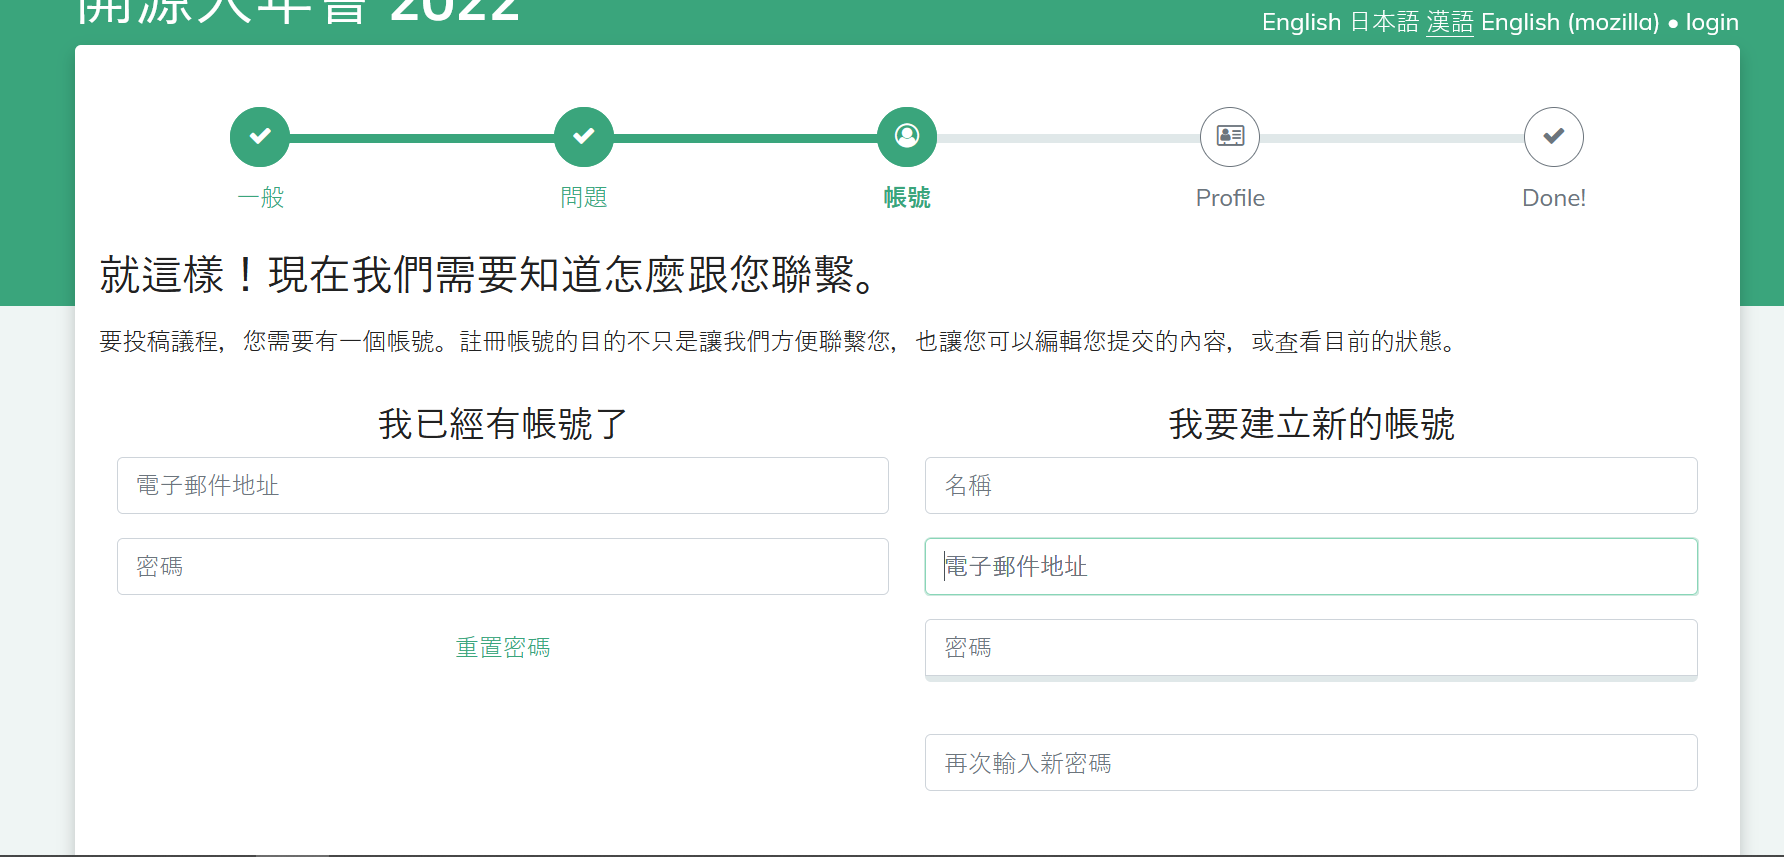 開源人年會 2022
English 日本語 漢語 English (mozilla) • login
一般
問題
帳號
Profile
Done!
就這樣！現在我們需要知道怎麼跟您聯繫。
要投稿議程，您需要有一個帳號。註冊帳號的目的不只是讓我們方便聯繫您，也讓您可以編輯您提交的內容，或查看目前的狀態。
我已經有帳號了
電子郵件地址
密碼
重置密碼
我要建立新的帳號
名稱
電子郵件地址
密碼
再次輸入新密碼